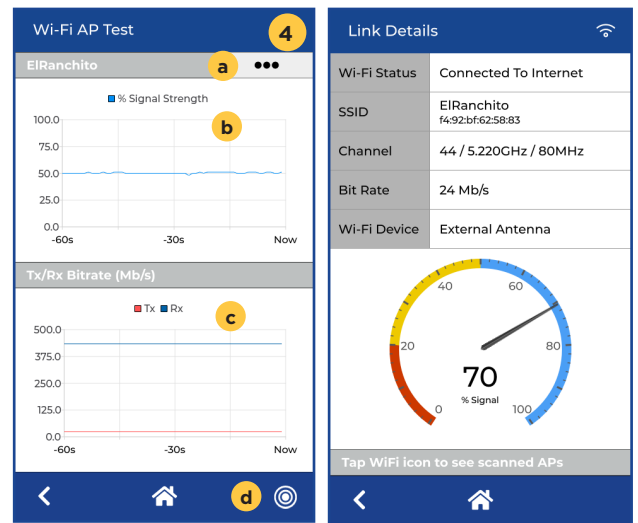 Wi-Fi AP Test
4
ElRanchito
a
% Signal Strength
b
100.0
75.0
50.0
25.0
0.0
-60s -30s Now
Tx/Rx Bitrate (Mb/s)
Tx Rx
c
500.0
375.0
250.0
125.0
0.0
-60s -30s Now
d
Link Details
Wi-Fi Status Connected To Internet
SSID ElRanchito
f4:92:bf:62:58:83
Channel 44 / 5.220GHz / 80MHz
Bit Rate 24 Mb/s
Wi-Fi Device External Antenna
40 60
20 80
70
% Signal
0 100
Tap WiFi icon to see scanned APs